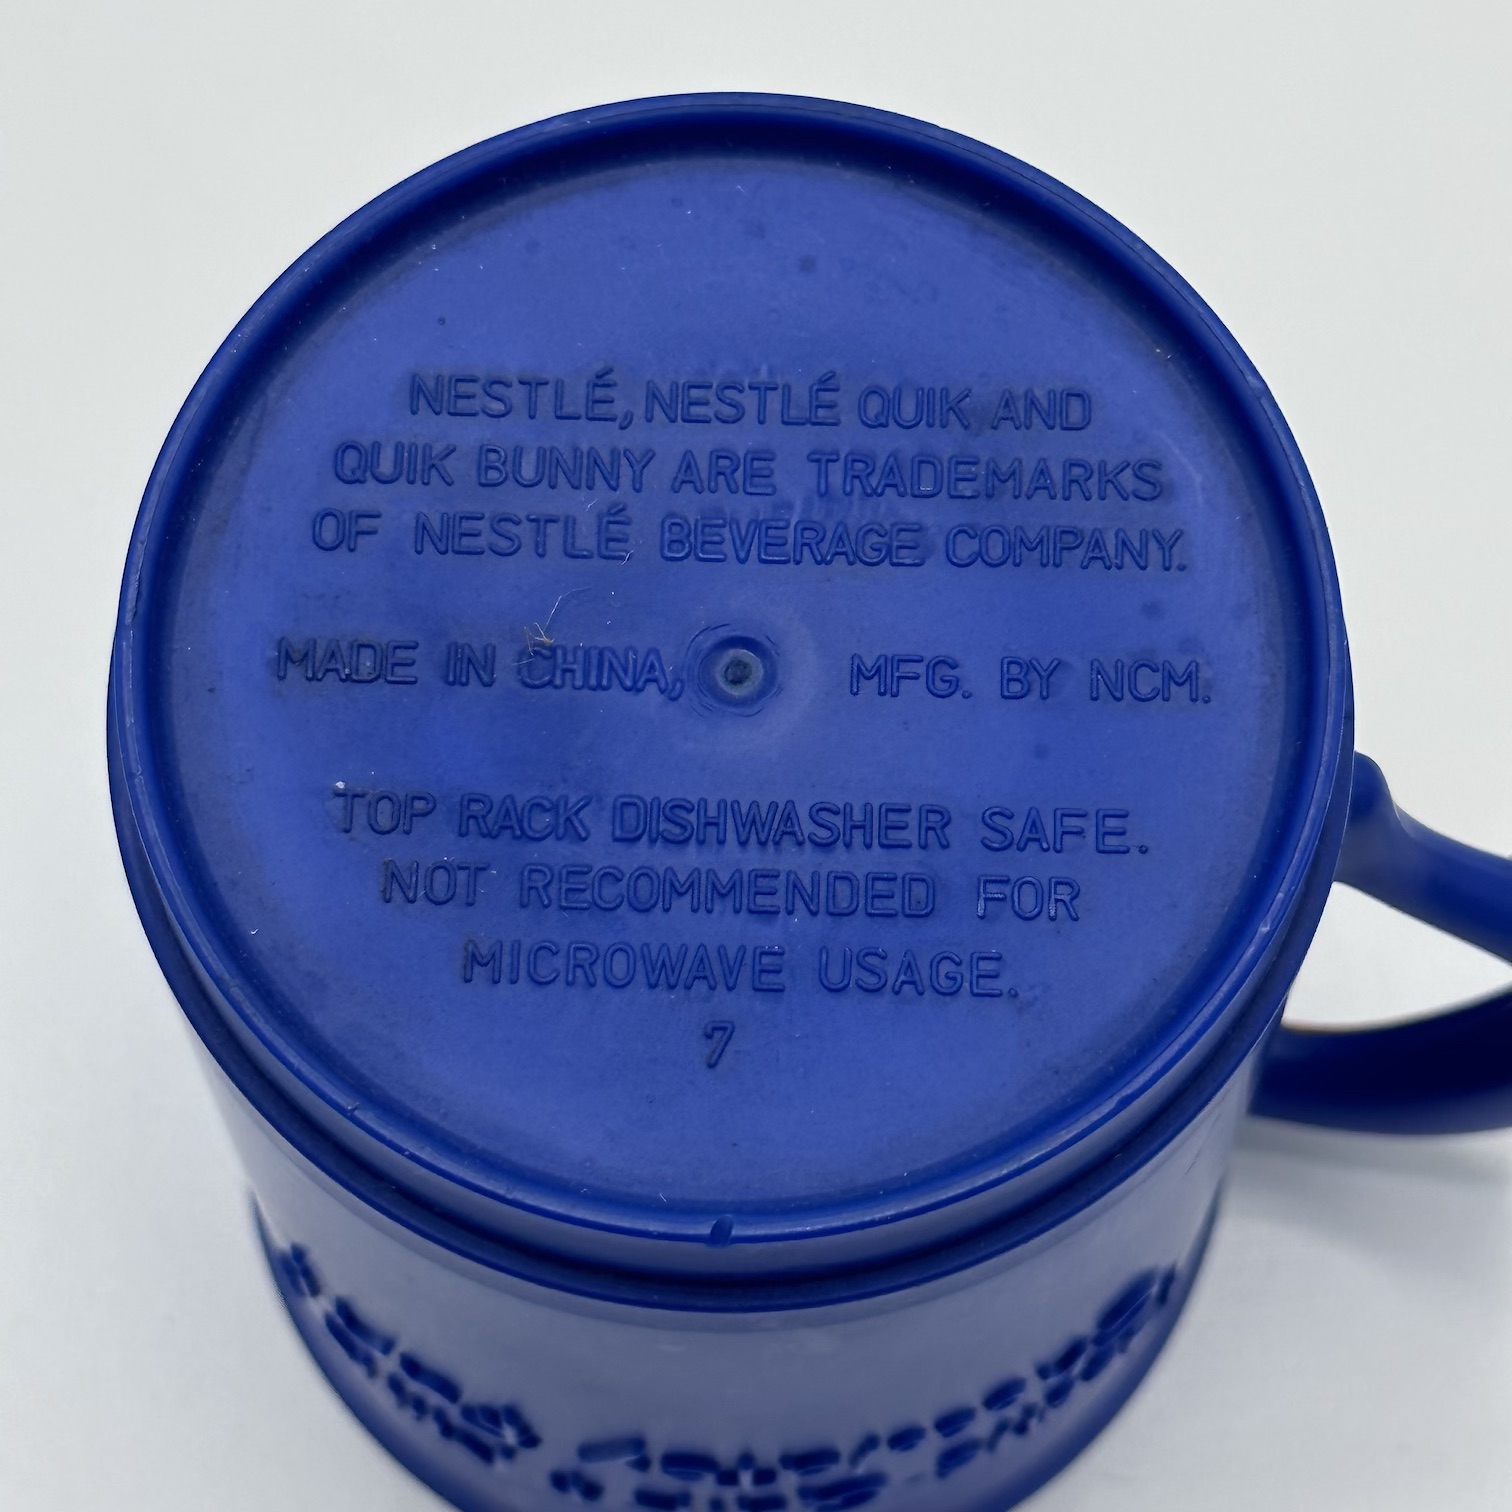 NESTLÉ, NESTLÉ QUIK AND
QUIK BUNNY ARE TRADEMARKS
OF NESTLÉ BEVERAGE COMPANY.
MADE IN CHINA, MFG. BY NCM.
TOP RACK DISHWASHER SAFE.
NOT RECOMMENDED FOR
MICROWAVE USAGE.
7